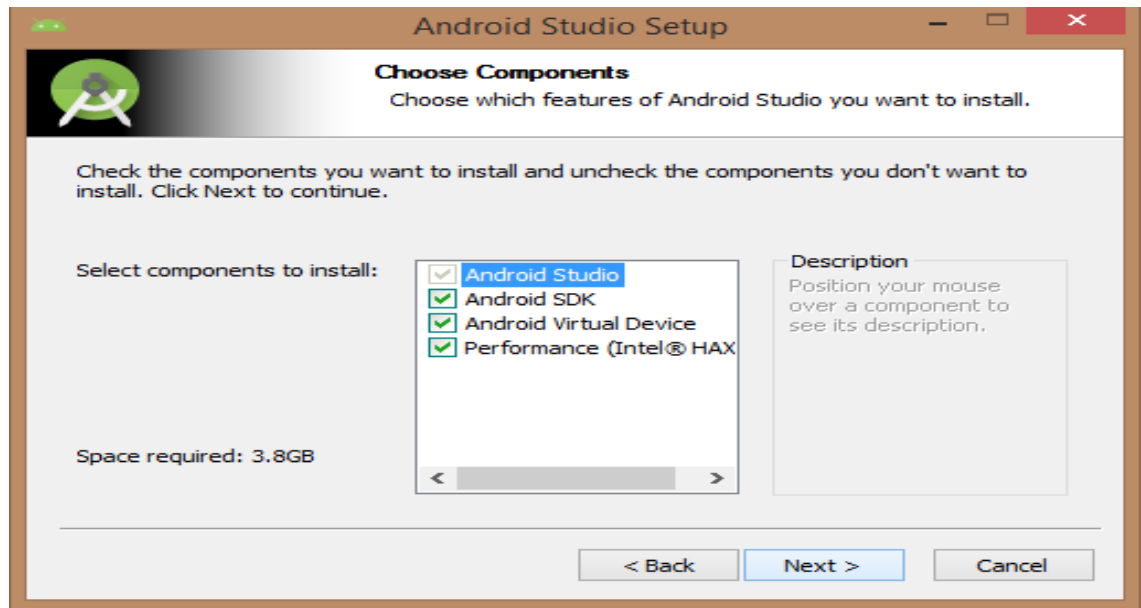 Android Studio Setup
Choose Components
Choose which features of Android Studio you want to install.
Check the components you want to install and uncheck the components you don't want to
install. Click Next to continue.
Select components to install:
Android Studio
Android SDK
Android Virtual Device
Performance (Intel® HAX
Description
Position your mouse
over a component to
see its description.
Space required: 3.8GB
< Back
Next >
Cancel